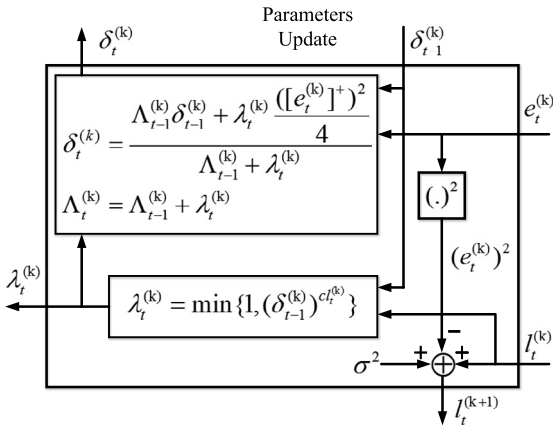 Parameters
Update
δ_t^(k)
δ_{t-1}^(k)
δ_t^(k) = (Λ_{t-1}^(k) δ_{t-1}^(k) + λ_t^(k) ([e_t^(k)]^+)^2 / 4) / (Λ_{t-1}^(k) + λ_t^(k))
Λ_t^(k) = Λ_{t-1}^(k) + λ_t^(k)
e_t^(k)
(.)^2
(e_t^(k))^2
λ_t^(k)
λ_t^(k) = min{1, (δ_{t-1}^(k))^{cl_t^(k)}}
−
l_t^(k)
σ^2
+
+
l_t^(k+1)